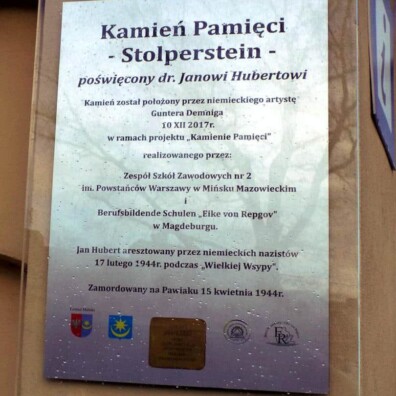 Kamień Pamięci
- Stolperstein -
poświęcony dr. Janowi Hubertowi
Kamień został położony przez niemieckiego artystę
Guntera Demniga
10 XII 2017r.
w ramach projektu „Kamienie Pamięci”
realizowanego przez:
Zespół Szkół Zawodowych nr 2
im. Powstańców Warszawy w Mińsku Mazowieckim
i
Berufsbildende Schulen „Eike von Repgov”
w Magdeburgu.
Jan Hubert aresztowany przez niemieckich nazistów
17 lutego 1944r. podczas „Wielkiej Wsypy”.
Zamordowany na Pawiaku 15 kwietnia 1944r.